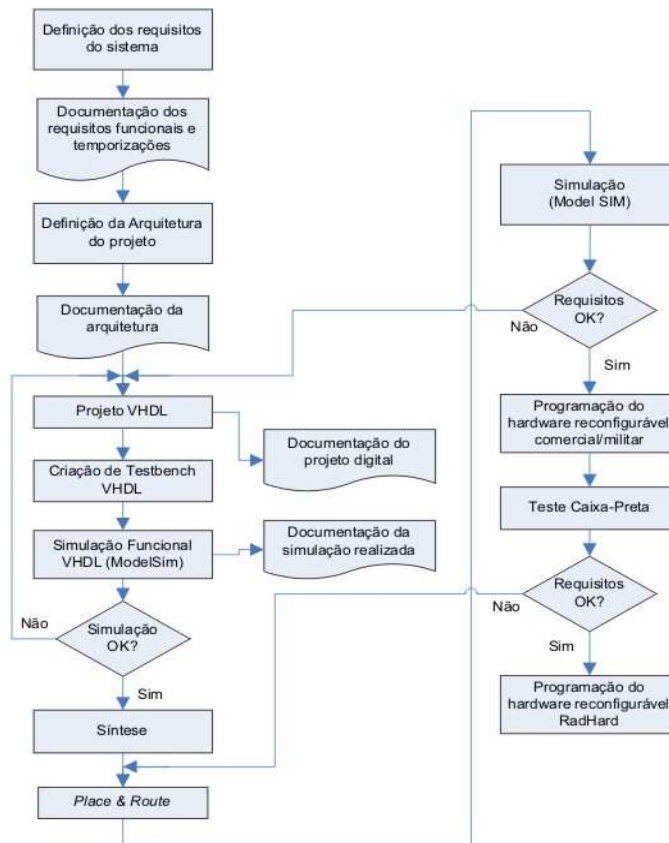 Definição dos requisitos
do sistema
Documentação dos
requisitos funcionais e
temporizações
Definição da Arquitetura
do projeto
Documentação da
arquitetura
Projeto VHDL
Documentação do
projeto digital
Criação de Testbench
VHDL
Simulação Funcional
VHDL (ModelSim)
Documentação da
simulação realizada
Não
Simulação
OK?
Sim
Síntese
Place & Route
Simulação
(Model SIM)
Requisitos
OK?
Não
Sim
Programação do
hardware reconfigurável
comercial/militar
Teste Caixa-Preta
Requisitos
OK?
Não
Sim
Programação do
hardware reconfigurável
RadHard